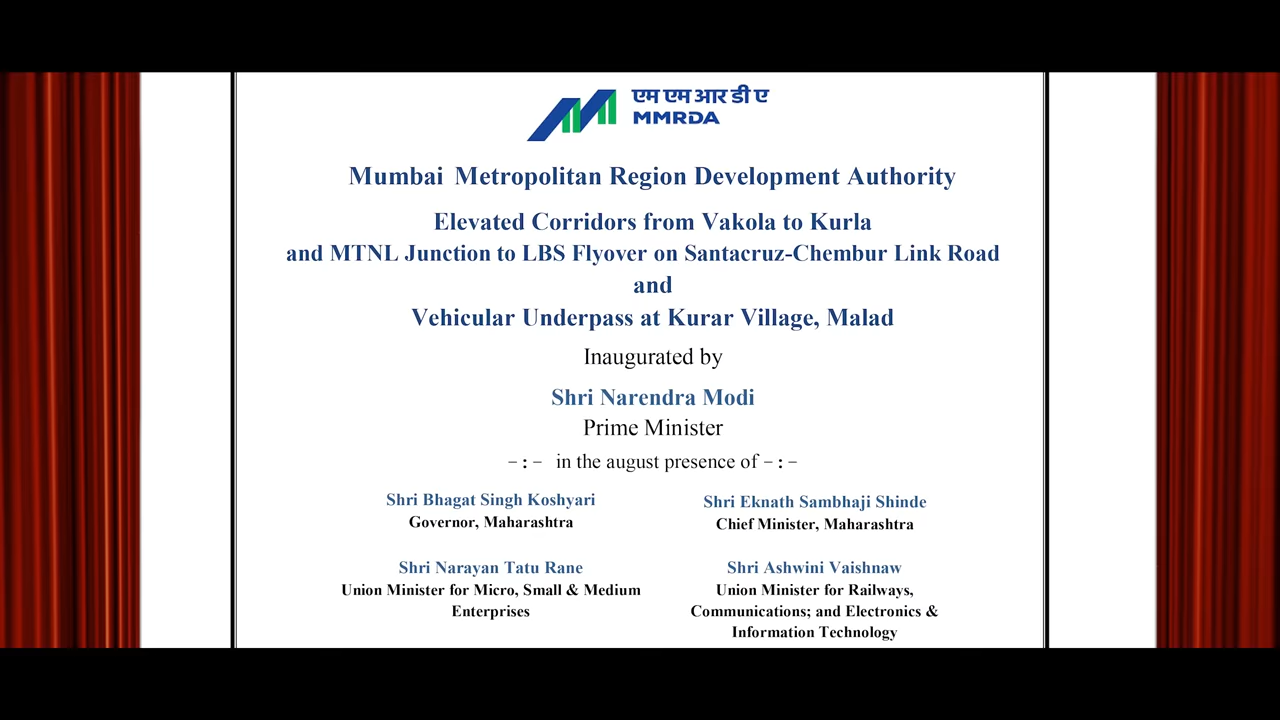 एम एम आर डी ए
MMRDA
Mumbai Metropolitan Region Development Authority
Elevated Corridors from Vakola to Kurla
and MTNL Junction to LBS Flyover on Santacruz-Chembur Link Road
and
Vehicular Underpass at Kurar Village, Malad
Inaugurated by
Shri Narendra Modi
Prime Minister
– : – in the august presence of – : –
Shri Bhagat Singh Koshyari
Governor, Maharashtra
Shri Eknath Sambhaji Shinde
Chief Minister, Maharashtra
Shri Narayan Tatu Rane
Union Minister for Micro, Small & Medium
Enterprises
Shri Ashwini Vaishnaw
Union Minister for Railways,
Communications; and Electronics &
Information Technology